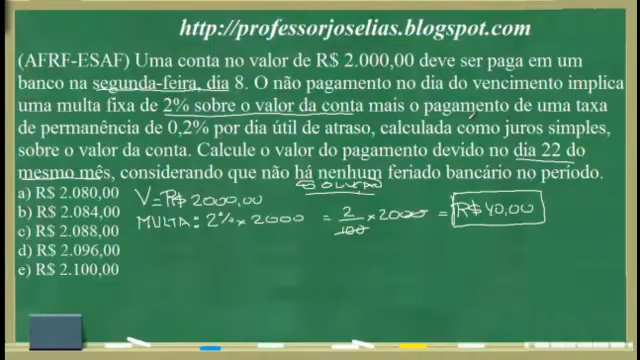 http://professorjoselias.blogspot.com
(AFRF-ESAF) Uma conta no valor de R$ 2.000,00 deve ser paga em um
banco na segunda-feira, dia 8. O não pagamento no dia do vencimento implica
uma multa fixa de 2% sobre o valor da conta mais o pagamento de uma taxa
de permanência de 0,2% por dia útil de atraso, calculada como juros simples,
sobre o valor da conta. Calcule o valor do pagamento devido no dia 22 do
mesmo mês, considerando que não há nenhum feriado bancário no período.
SOLUÇÃO
a) R$ 2.080,00
V = R$ 2000,00
b) R$ 2.084,00
MULTA: 2% x 2000 = 2/100 x 2000 = R$ 40,00
c) R$ 2.088,00
d) R$ 2.096,00
e) R$ 2.100,00